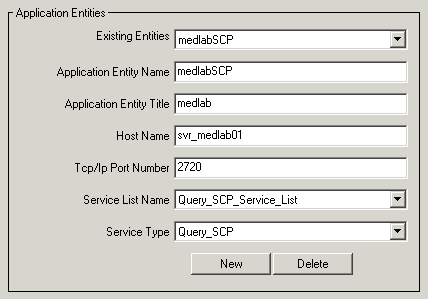 Application Entities
Existing Entities medlabSCP
Application Entity Name medlabSCP
Application Entity Title medlab
Host Name svr_medlab01
Tcp/Ip Port Number 2720
Service List Name Query_SCP_Service_List
Service Type Query_SCP
New Delete